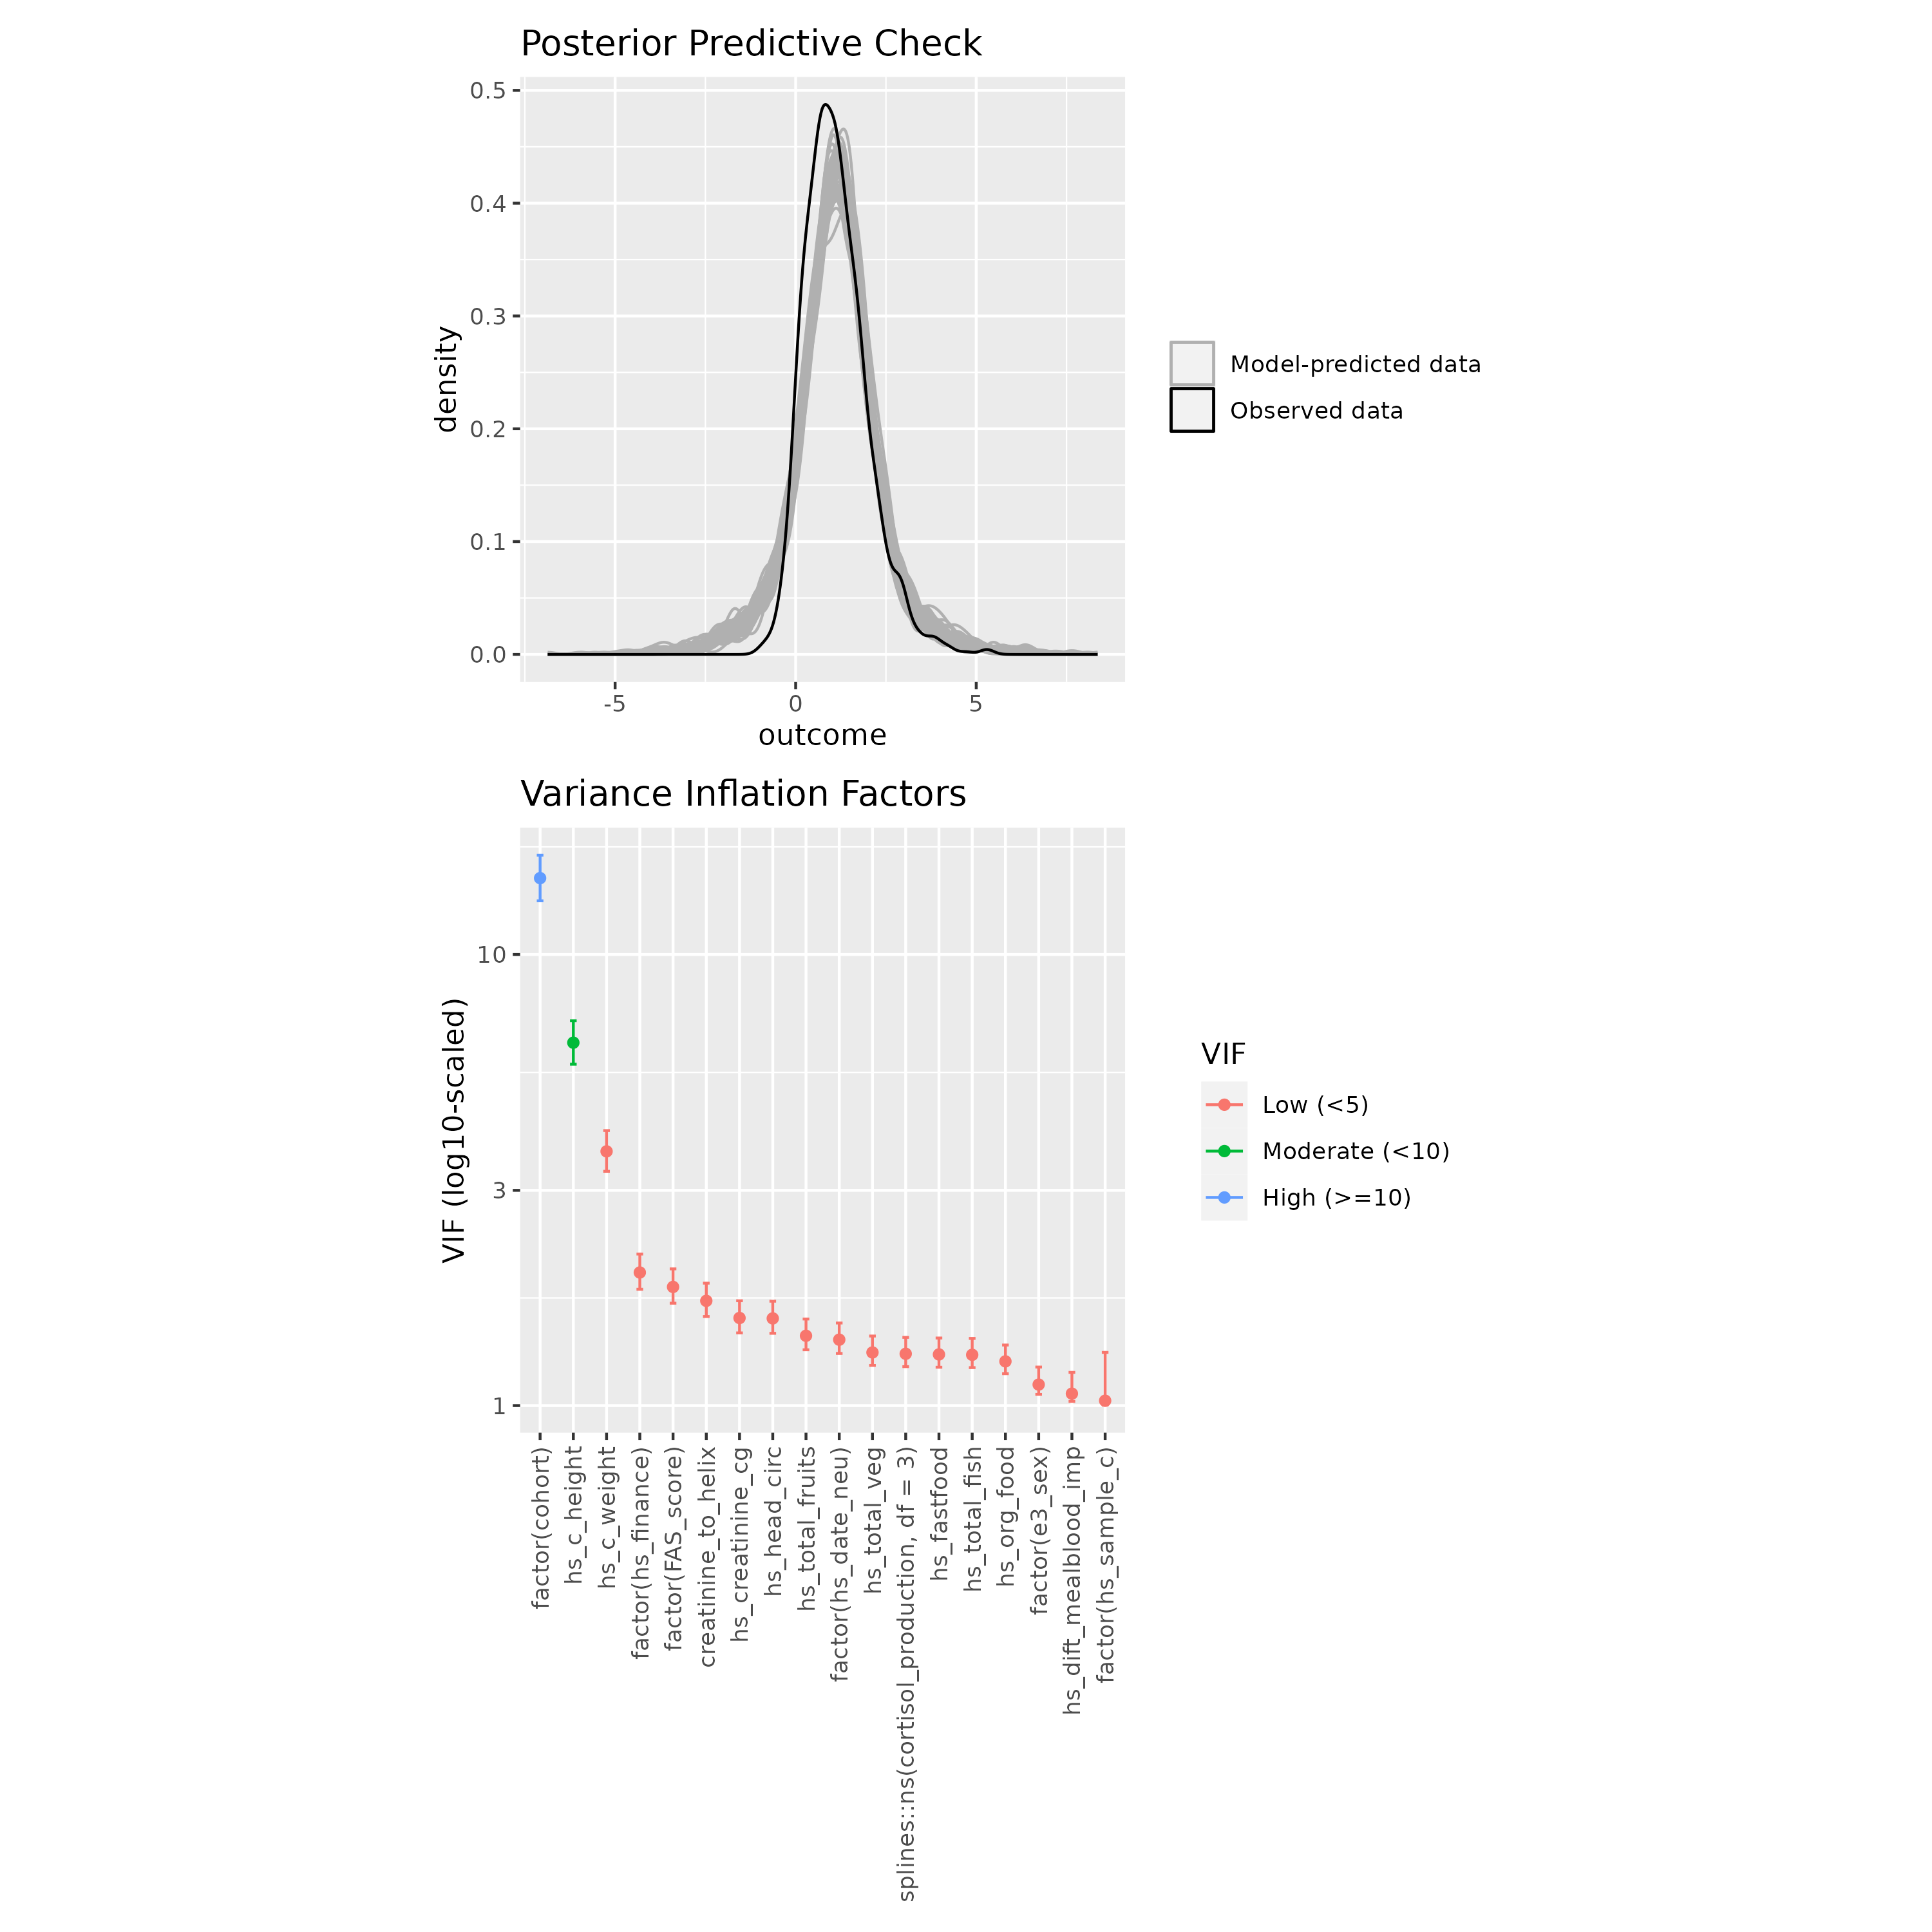 Posterior Predictive Check
0.5
0.4
0.3
0.2
0.1
0.0
density
-5 0 5
outcome
Model-predicted data
Observed data
Variance Inflation Factors
10
3
1
VIF (log10-scaled)
factor(cohort)
hs_c_height
hs_c_weight
factor(hs_finance)
factor(FAS_score)
creatinine_to_helix
hs_creatinine_cg
hs_head_circ
hs_total_fruits
factor(hs_date_neu)
hs_total_veg
splines::ns(cortisol_production, df = 3)
hs_fastfood
hs_total_fish
hs_org_food
factor(e3_sex)
hs_dift_mealblood_imp
factor(hs_sample_c)
VIF
Low (<5)
Moderate (<10)
High (>=10)